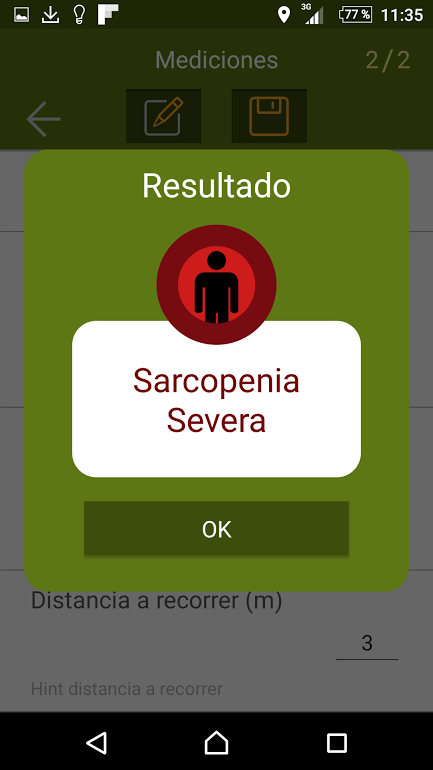 3G
77 %
11:35
Mediciones
2/2
Resultado
Sarcopenia
Severa
OK
Distancia a recorrer (m)
3
Hint distancia a recorrer